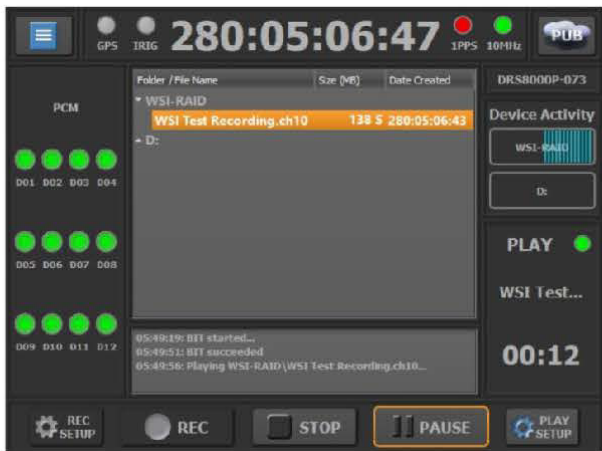 GPS IRIG 280:05:06:47 1PPS 10MHz PUB
PCM
D01 D02 D03 D04
D05 D06 D07 D08
D09 D10 D11 D12
Folder / File Name Size (MB) Date Created
WSI-RAID
WSI Test Recording.ch10 138 S 280:05:06:43
D:
05:49:19: BIT started...
05:49:51: BIT succeeded
05:49:56: Playing WSI-RAID\WSI Test Recording.ch10...
DRS8000P-073
Device Activity
WSI-RAID
D:
PLAY
WSI Test...
00:12
REC SETUP
REC
STOP
PAUSE
PLAY SETUP